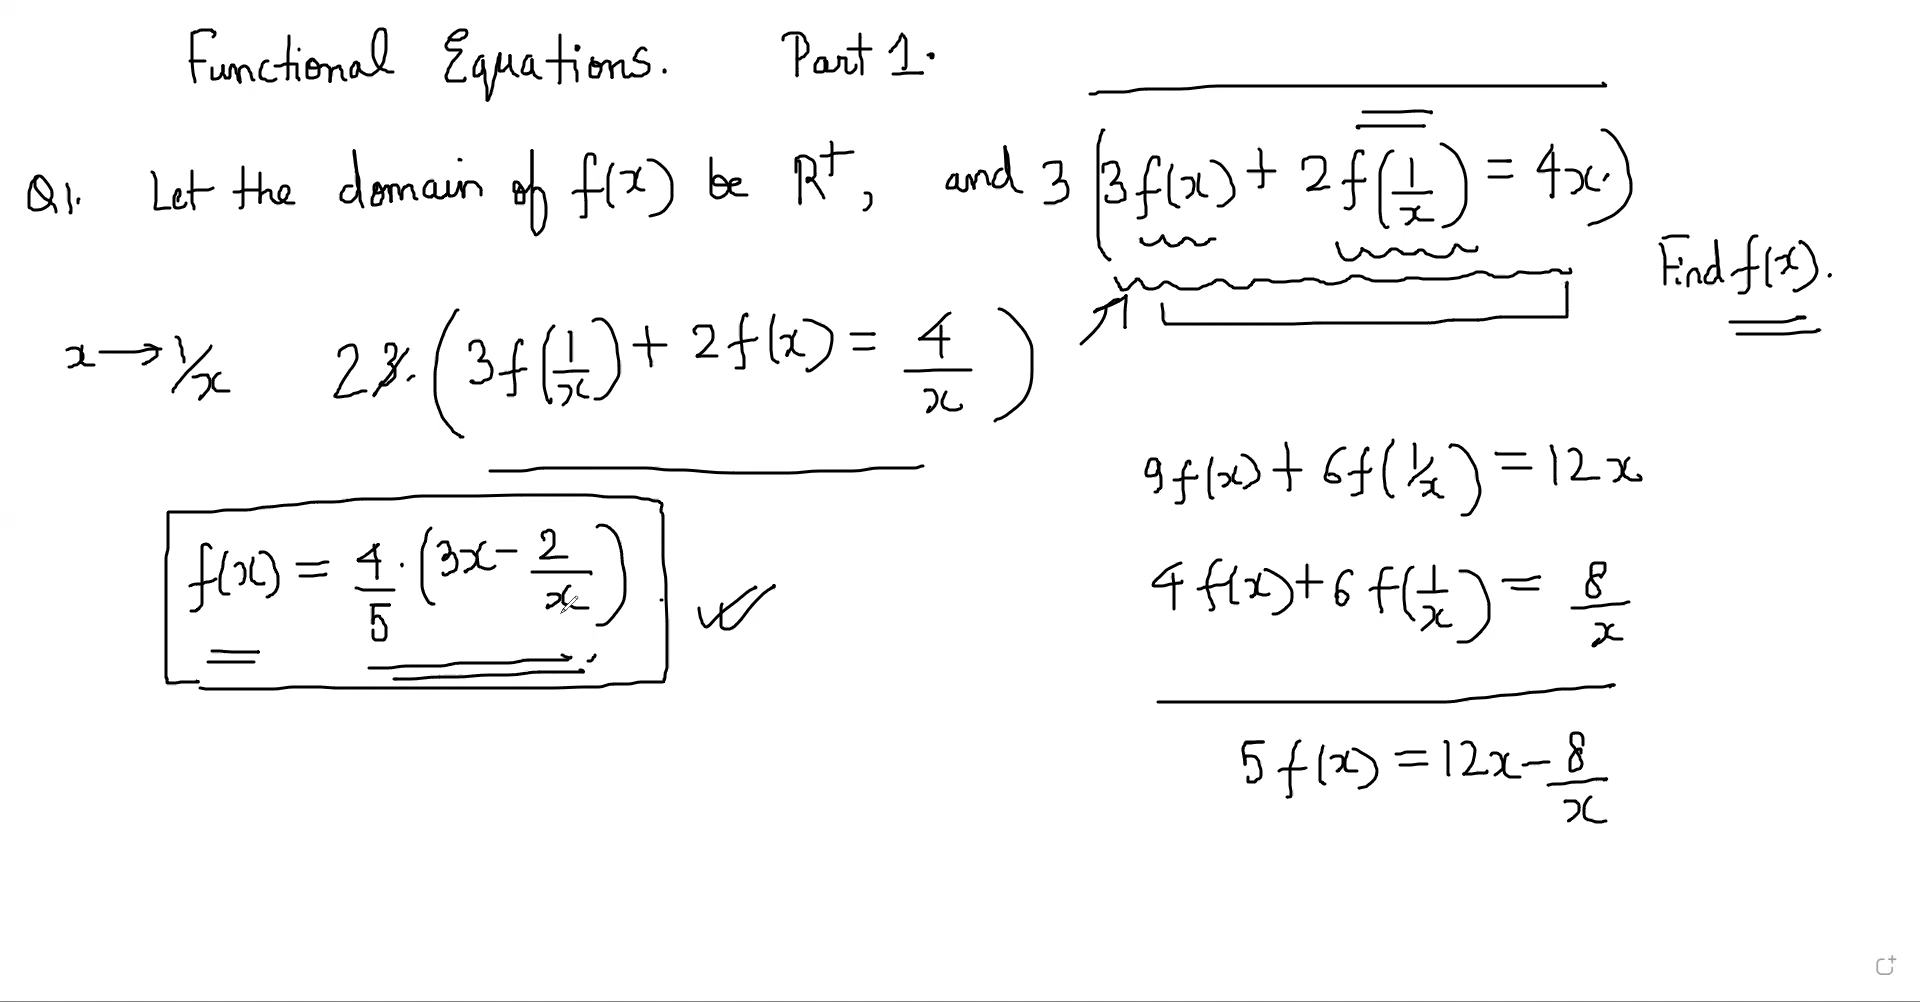 Functional Equations. Part 1.
Q1. Let the domain of f(x) be R⁺, and 3 (3f(x) + 2f(1/x) = 4x.)
Find f(x).
x → 1/x 2 3. (3f(1/x) + 2f(x) = 4/x)
9f(x) + 6f(1/x) = 12x
f(x) = 4/5 · (3x - 2/x)
4f(x) + 6f(1/x) = 8/x
5f(x) = 12x - 8/x